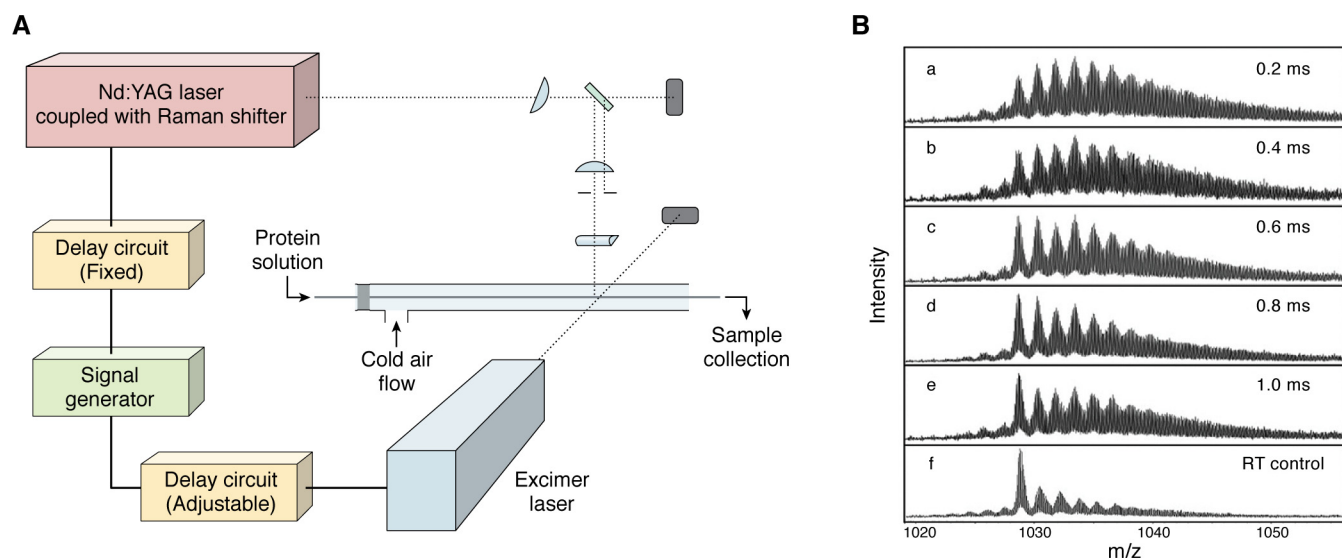 A
Nd:YAG laser
coupled with Raman shifter
Delay circuit
(Fixed)
Signal
generator
Delay circuit
(Adjustable)
Protein
solution
Cold air
flow
Sample
collection
Excimer
laser
B
Intensity
a 0.2 ms
b 0.4 ms
c 0.6 ms
d 0.8 ms
e 1.0 ms
f RT control
1020 1030 1040 1050
m/z